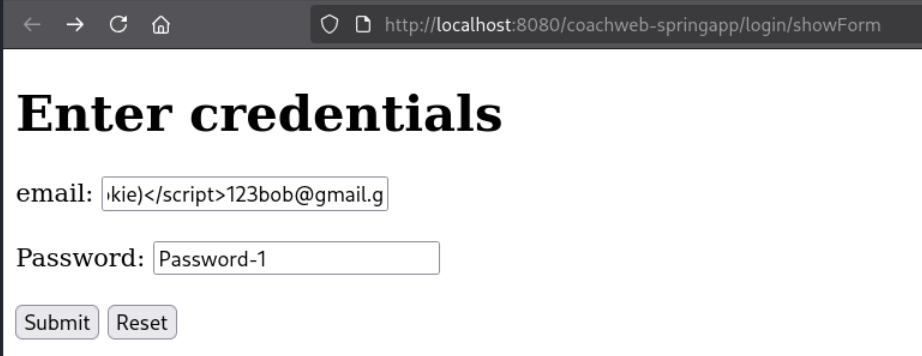 http://localhost:8080/coachweb-springapp/login/showForm
Enter credentials
email: kie)</script>123bob@gmail.g
Password: Password-1
Submit Reset